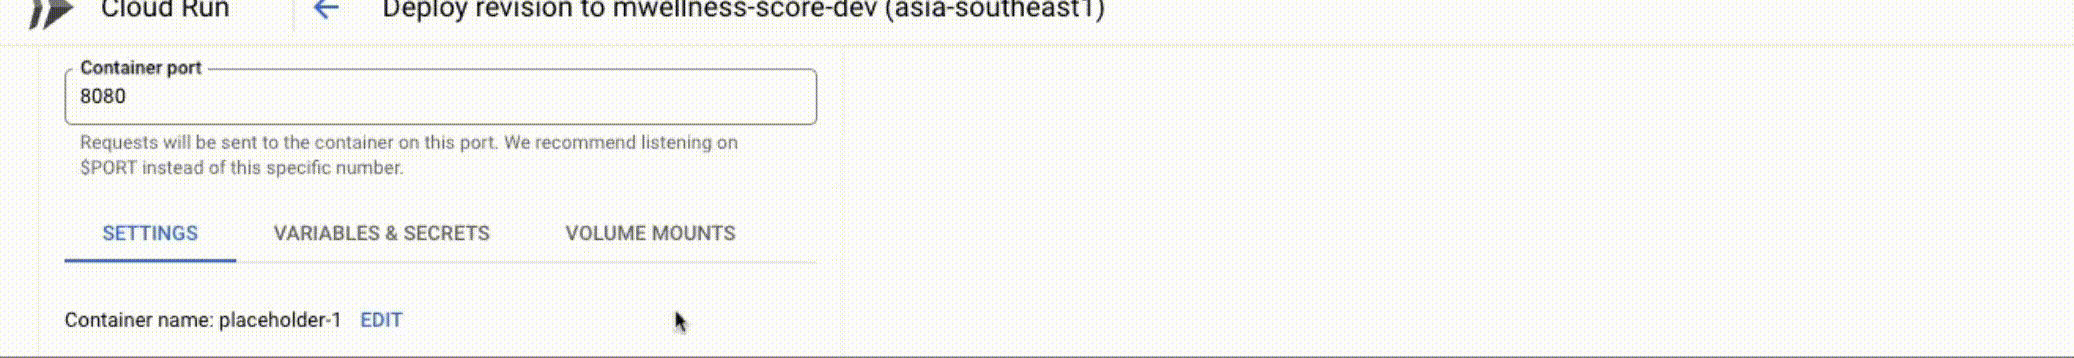 Cloud Run
Deploy revision to mwellness-score-dev (asia-southeast1)
Container port
8080
Requests will be sent to the container on this port. We recommend listening on
$PORT instead of this specific number.
SETTINGS
VARIABLES & SECRETS
VOLUME MOUNTS
Container name: placeholder-1 EDIT